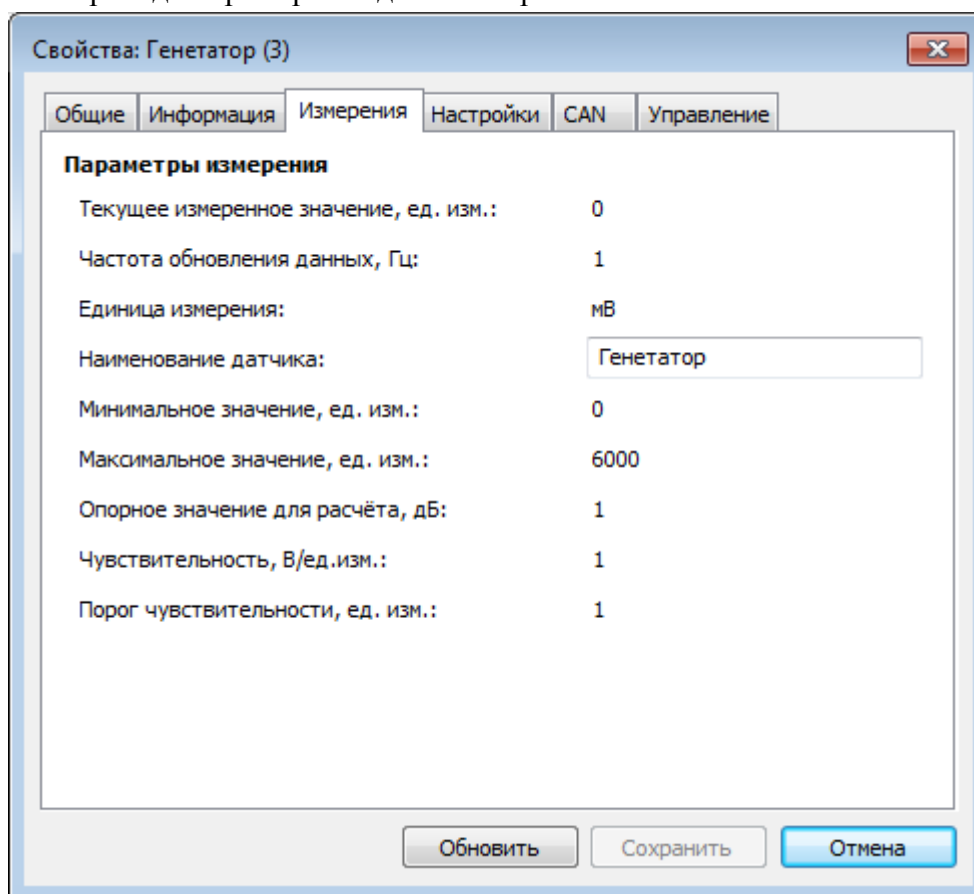 Свойства: Генетатор (3)
Общие Информация Измерения Настройки CAN Управление
Параметры измерения
Текущее измеренное значение, ед. изм.: 0
Частота обновления данных, Гц: 1
Единица измерения: мВ
Наименование датчика: Генетатор
Минимальное значение, ед. изм.: 0
Максимальное значение, ед. изм.: 6000
Опорное значение для расчёта, дБ: 1
Чувствительность, В/ед.изм.: 1
Порог чувствительности, ед. изм.: 1
Обновить Сохранить Отмена